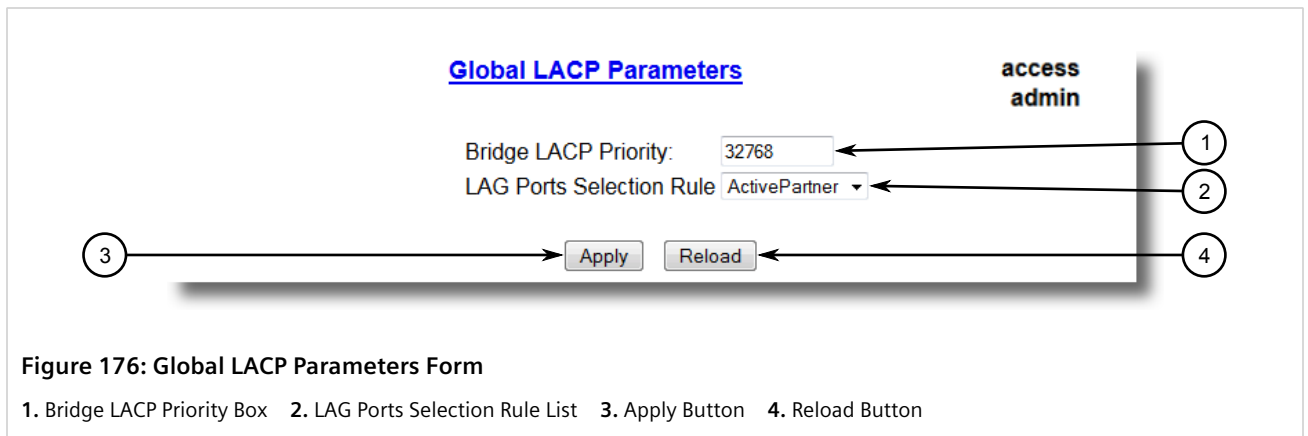 Global LACP Parameters
access
admin
Bridge LACP Priority: 32768
1
LAG Ports Selection Rule ActivePartner
2
3
Apply Reload
4
Figure 176: Global LACP Parameters Form
1. Bridge LACP Priority Box 2. LAG Ports Selection Rule List 3. Apply Button 4. Reload Button